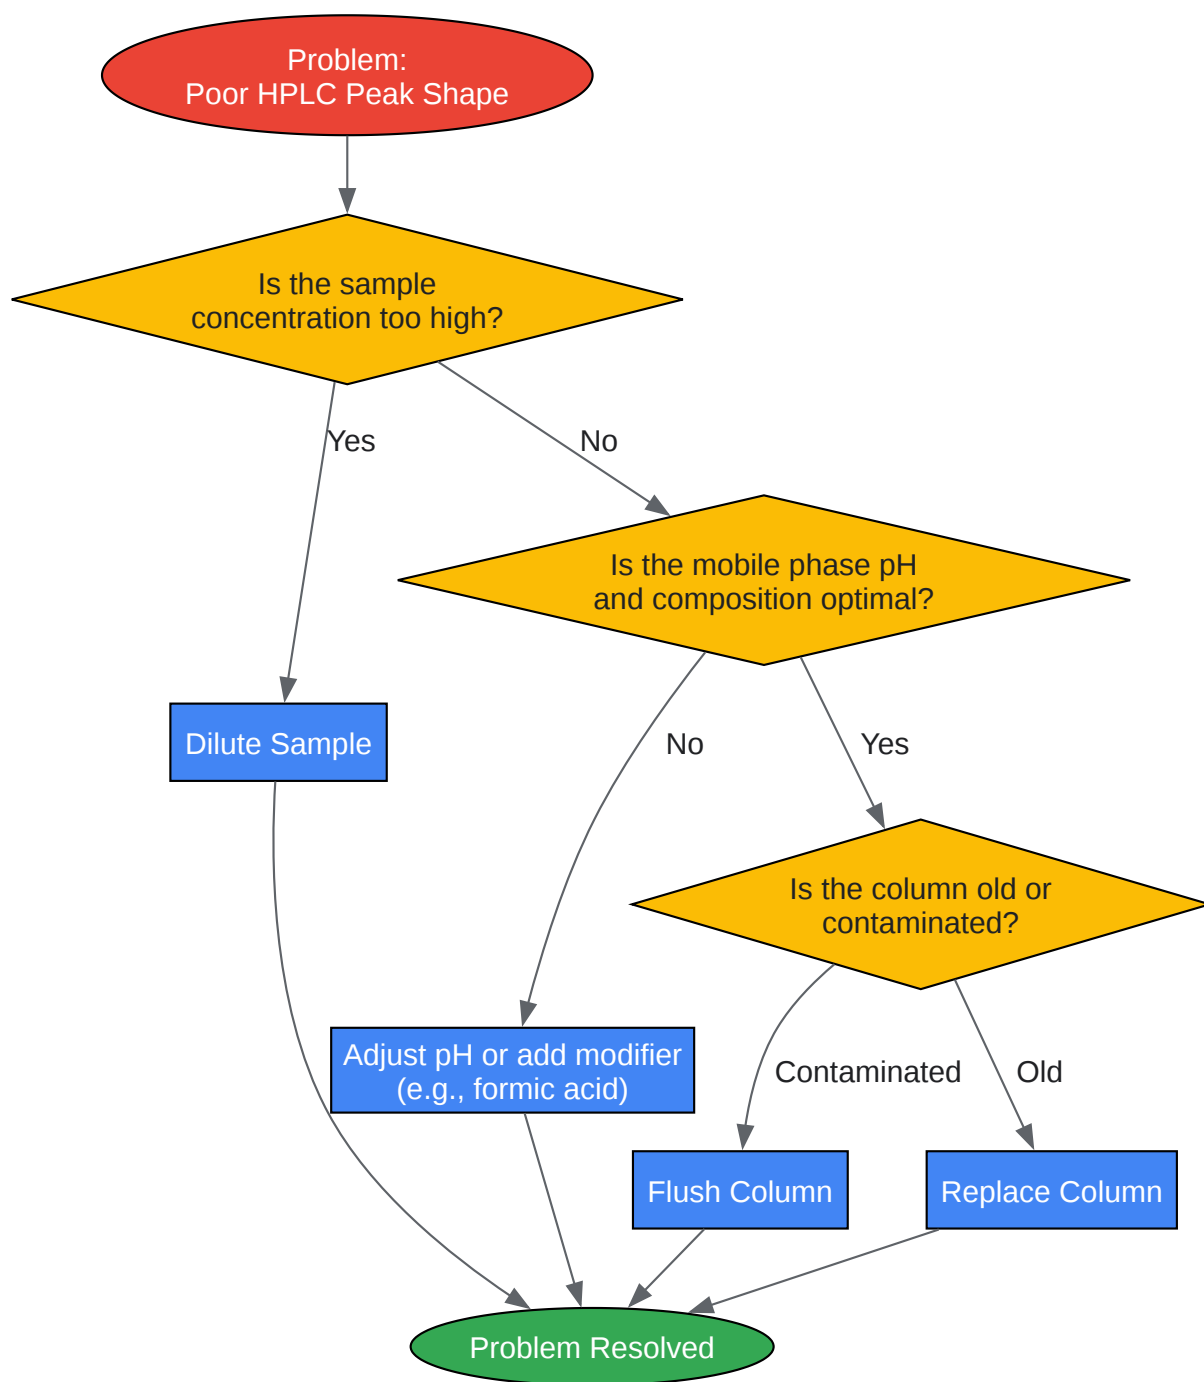 Problem:
Poor HPLC Peak Shape
Is the sample
concentration too high?
Yes
No
Is the mobile phase pH
and composition optimal?
Dilute Sample
No
Yes
Is the column old or
contaminated?
Adjust pH or add modifier
(e.g., formic acid)
Contaminated
Old
Flush Column
Replace Column
Problem Resolved